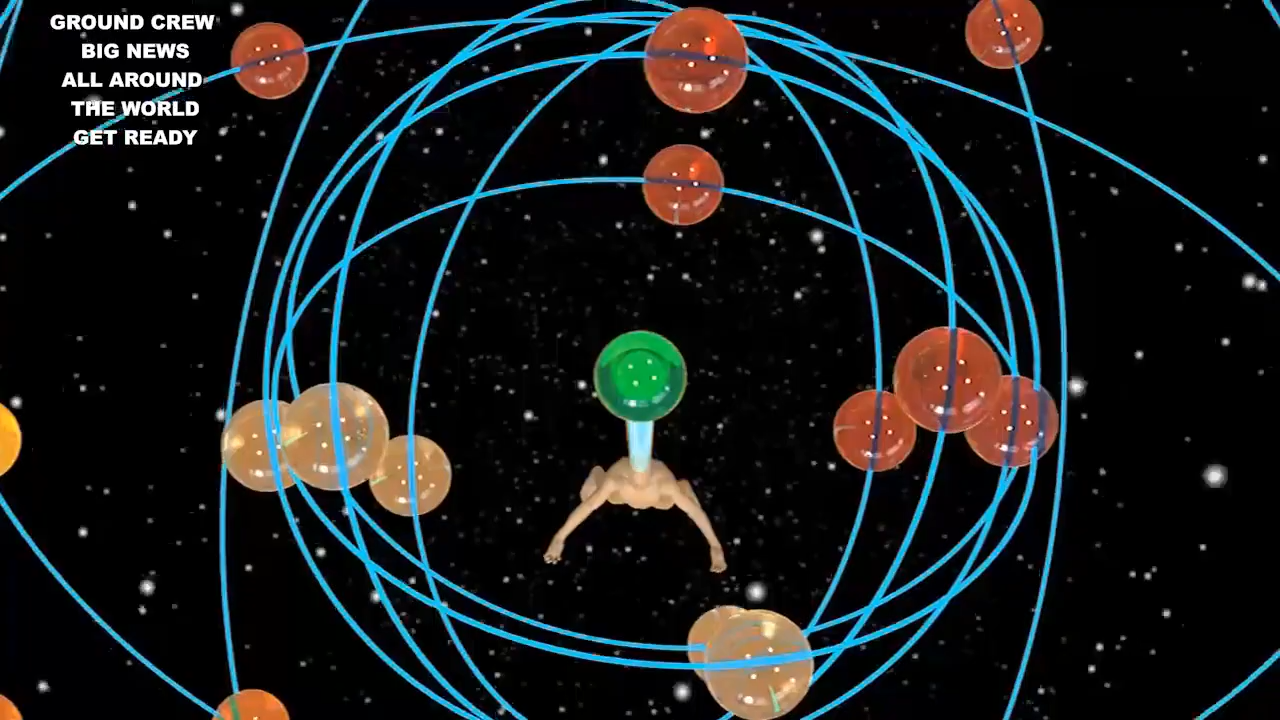 GROUND CREW
BIG NEWS
ALL AROUND
THE WORLD
GET READY